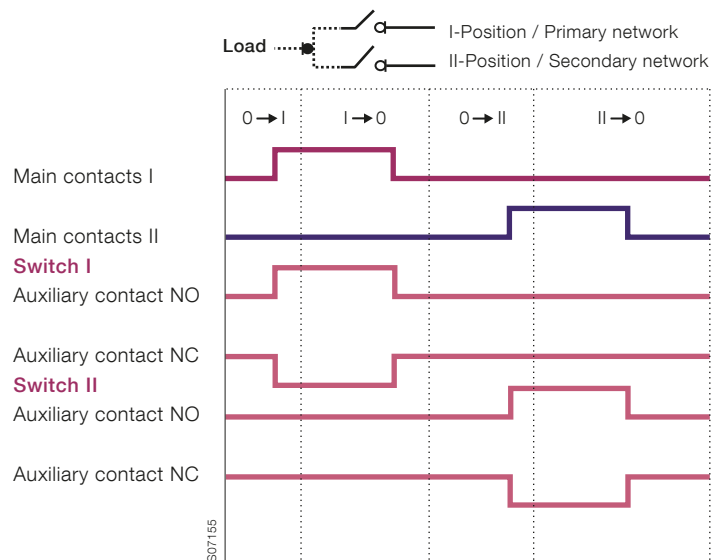 I-Position / Primary network
Load
II-Position / Secondary network
0→I I→0 0→II II→0
Main contacts I
Main contacts II
Switch I
Auxiliary contact NO
Auxiliary contact NC
Switch II
Auxiliary contact NO
Auxiliary contact NC
S07155